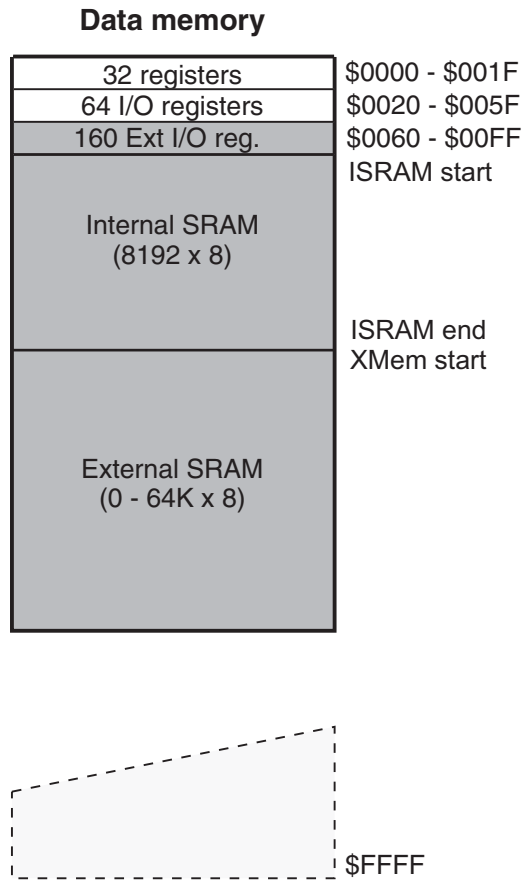 Data memory
32 registers
$0000 - $001F
64 I/O registers
$0020 - $005F
160 Ext I/O reg.
$0060 - $00FF
ISRAM start
Internal SRAM
(8192 x 8)
ISRAM end
XMem start
External SRAM
(0 - 64K x 8)
$FFFF